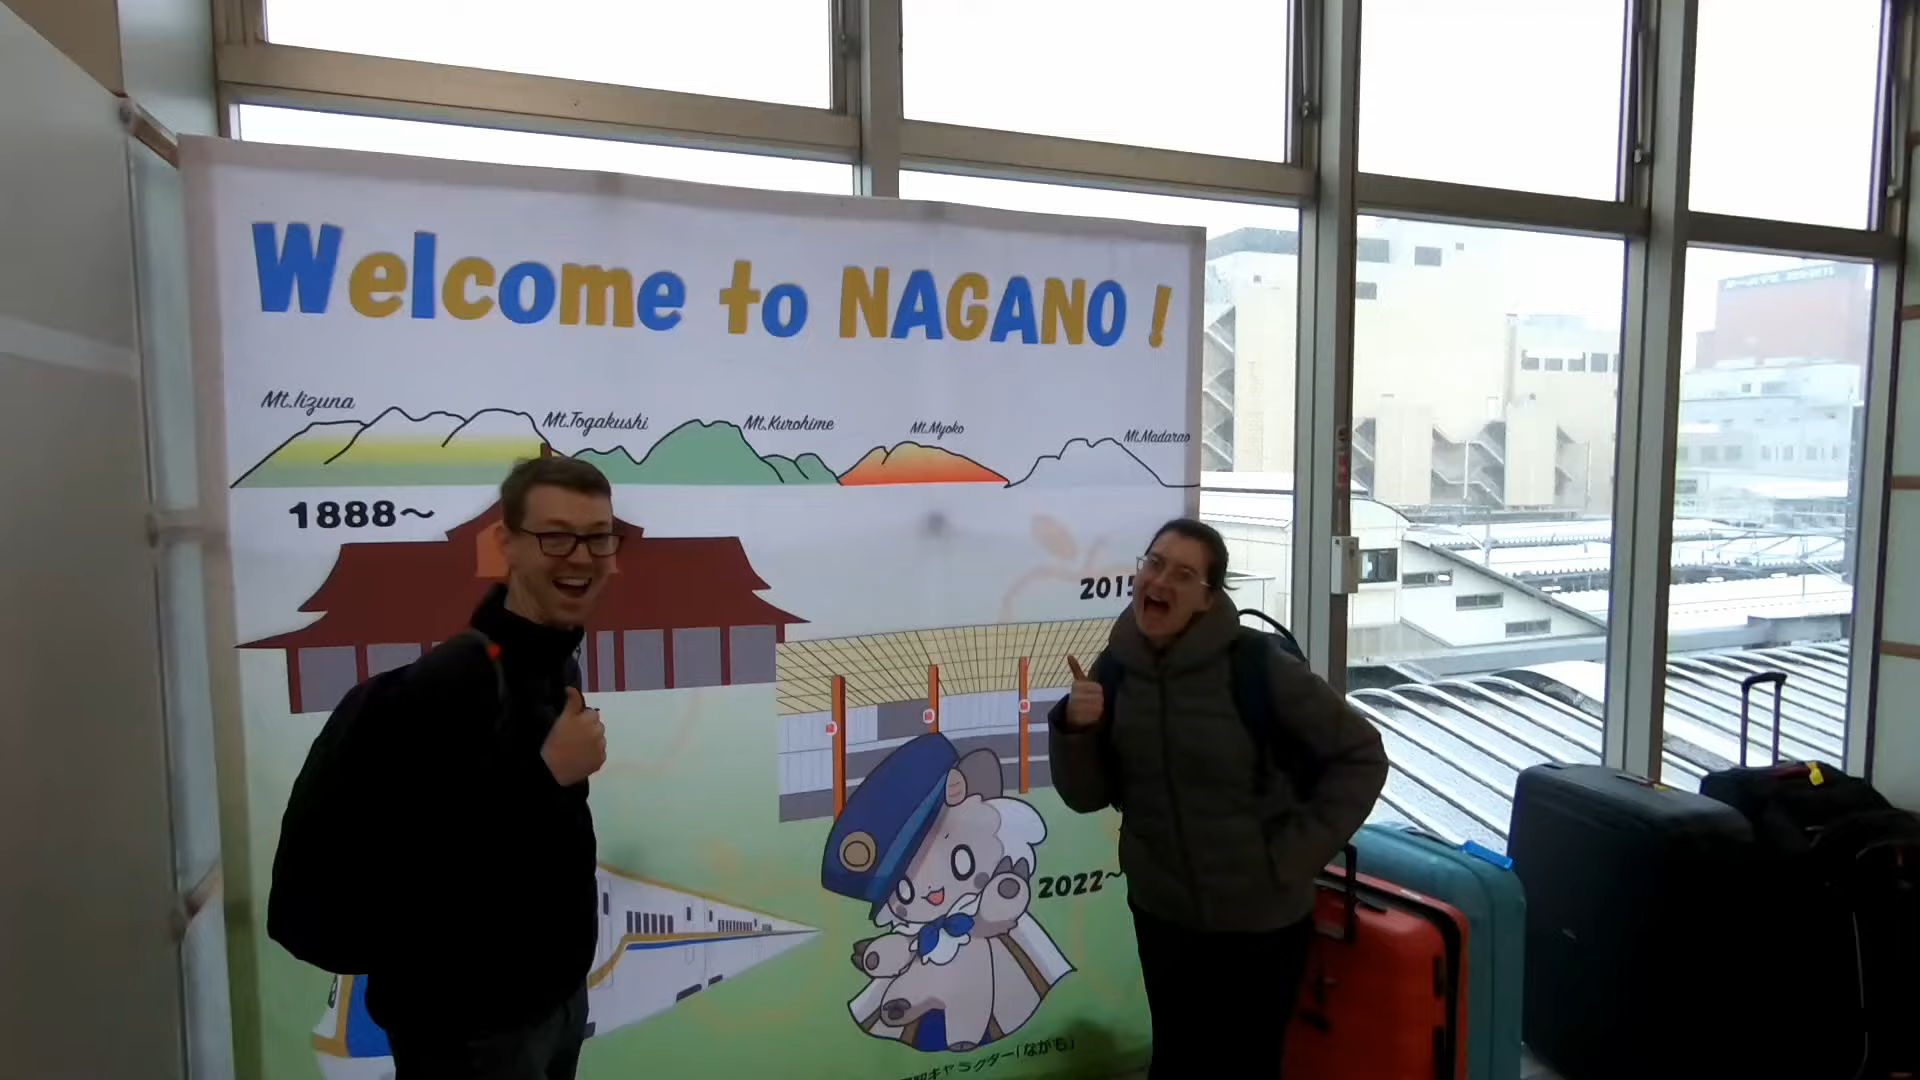 Welcome to NAGANO !
Mt.Iizuna
Mt.Togakushi
Mt.Kurohime
Mt.Myoko
Mt.Madarao
1888～
2015
2022～
キャラクター「ながも」